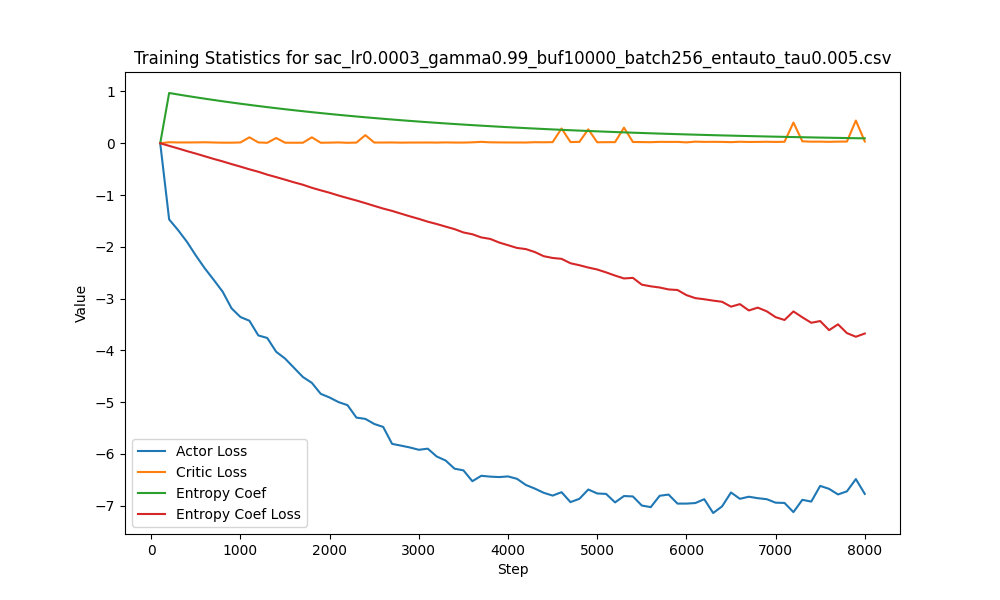 Training Statistics for sac_lr0.0003_gamma0.99_buf10000_batch256_entauto_tau0.005.csv
1
0
−1
−2
−3
−4
−5
−6
−7
Value
Actor Loss
Critic Loss
Entropy Coef
Entropy Coef Loss
0 1000 2000 3000 4000 5000 6000 7000 8000
Step